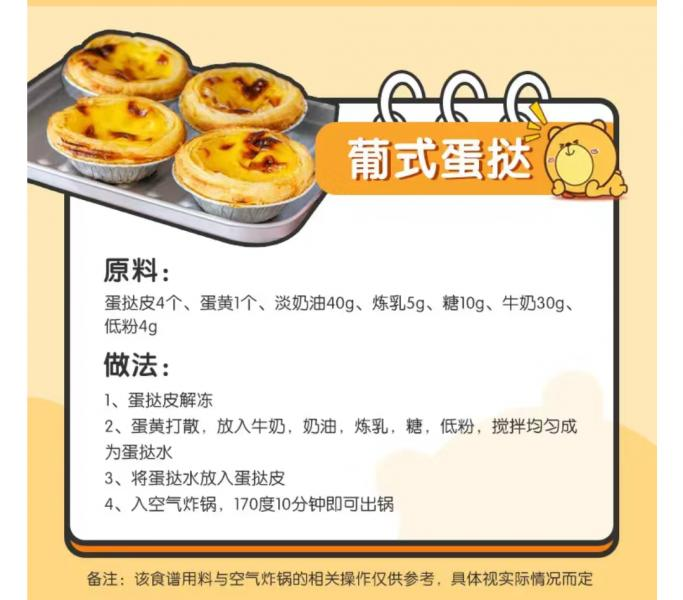 葡式蛋挞
原料：
蛋挞皮4个、蛋黄1个、淡奶油40g、炼乳5g、糖10g、牛奶30g、
低粉4g
做法：
1、蛋挞皮解冻
2、蛋黄打散，放入牛奶，奶油，炼乳，糖，低粉，搅拌均匀成
为蛋挞水
3、将蛋挞水放入蛋挞皮
4、入空气炸锅，170度10分钟即可出锅
备注：该食谱用料与空气炸锅的相关操作仅供参考，具体视实际情况而定